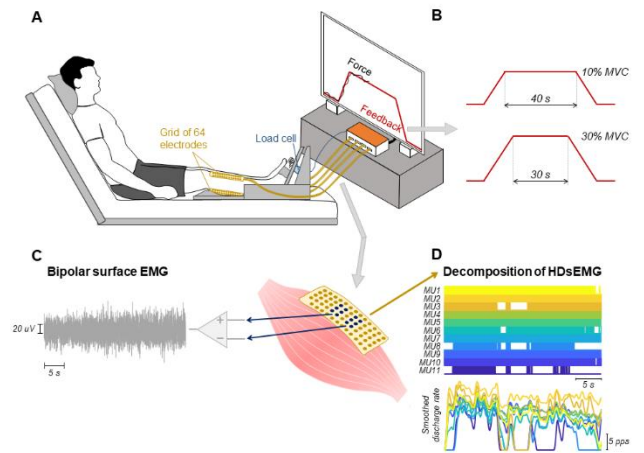 A
Force
Feedback
Grid of 64
electrodes
Load cell
B
10% MVC
40 s
30% MVC
30 s
C
Bipolar surface EMG
20 uV
5 s
+
−
D
Decomposition of HDsEMG
MU1
MU2
MU3
MU4
MU5
MU6
MU7
MU8
MU9
MU10
MU11
5 s
Smoothed
discharge rate
5 pps